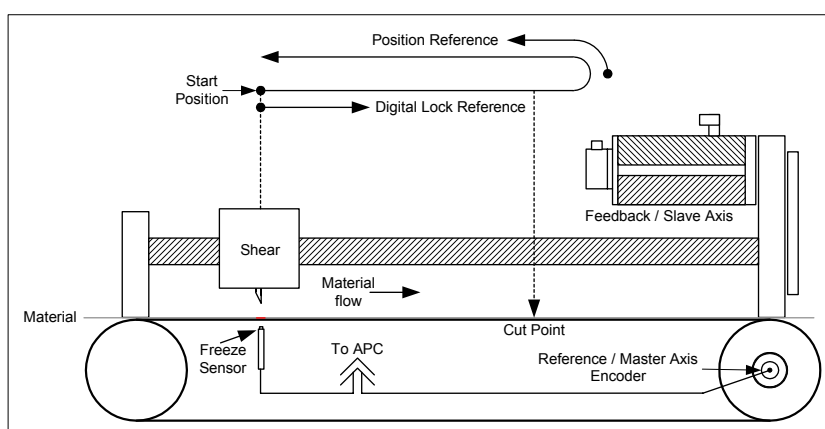 Position Reference
Start
Position
Digital Lock Reference
Feedback / Slave Axis
Shear
Material
flow
Material
Cut Point
Freeze
Sensor
To APC
Reference / Master Axis
Encoder